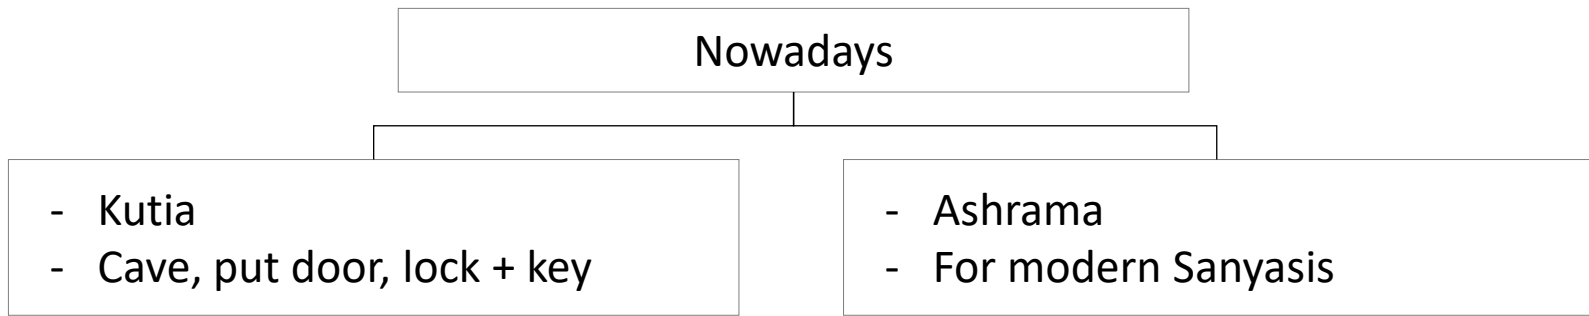 Nowadays
- Kutia
- Cave, put door, lock + key
- Ashrama
- For modern Sanyasis